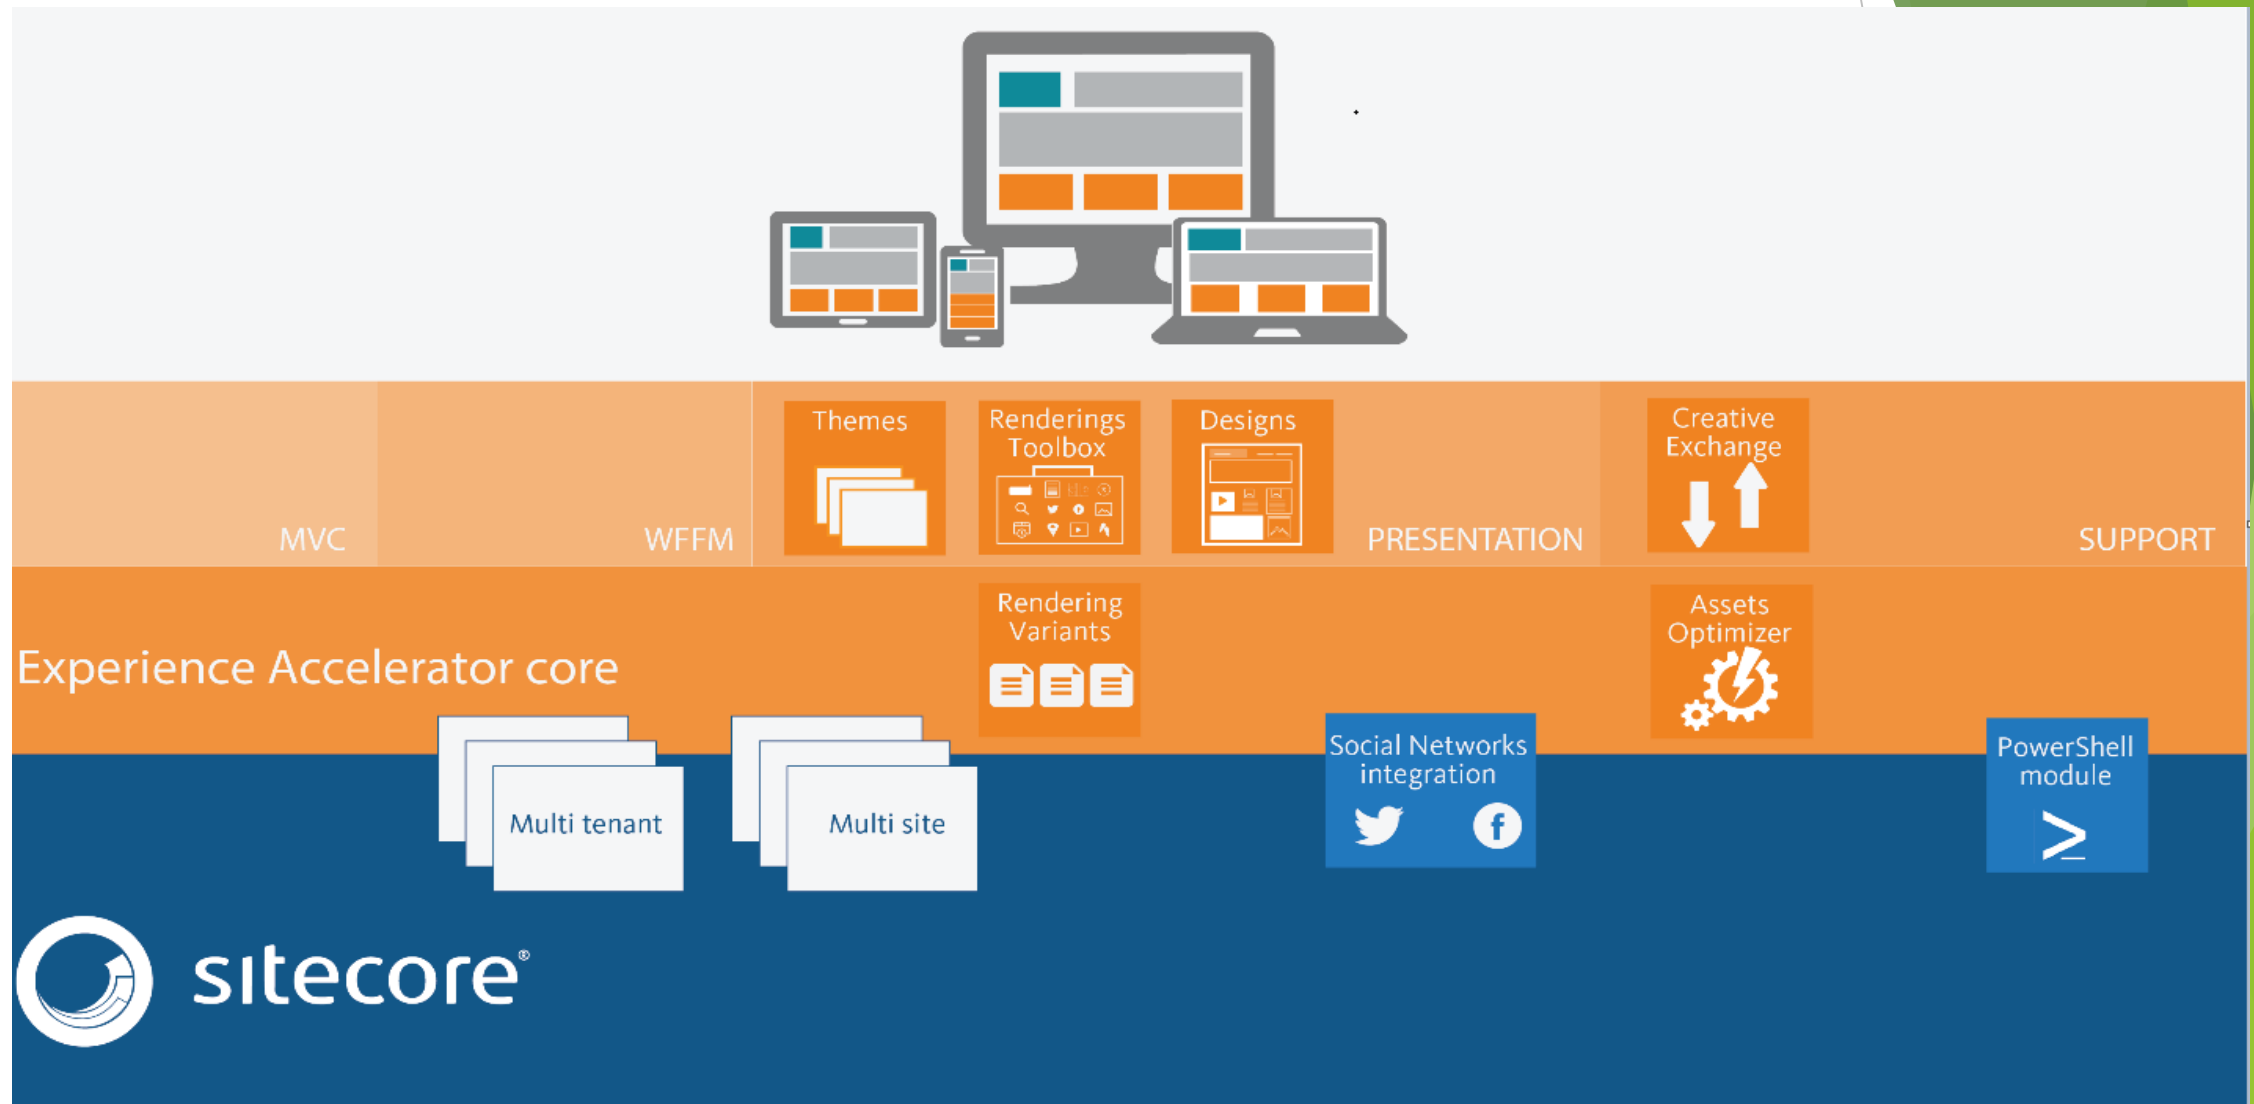 Themes
Renderings
Toolbox
Designs
Creative
Exchange
MVC
WFFM
PRESENTATION
SUPPORT
Rendering
Variants
Assets
Optimizer
Experience Accelerator core
Social Networks
integration
PowerShell
module
Multi tenant
Multi site
sitecore®